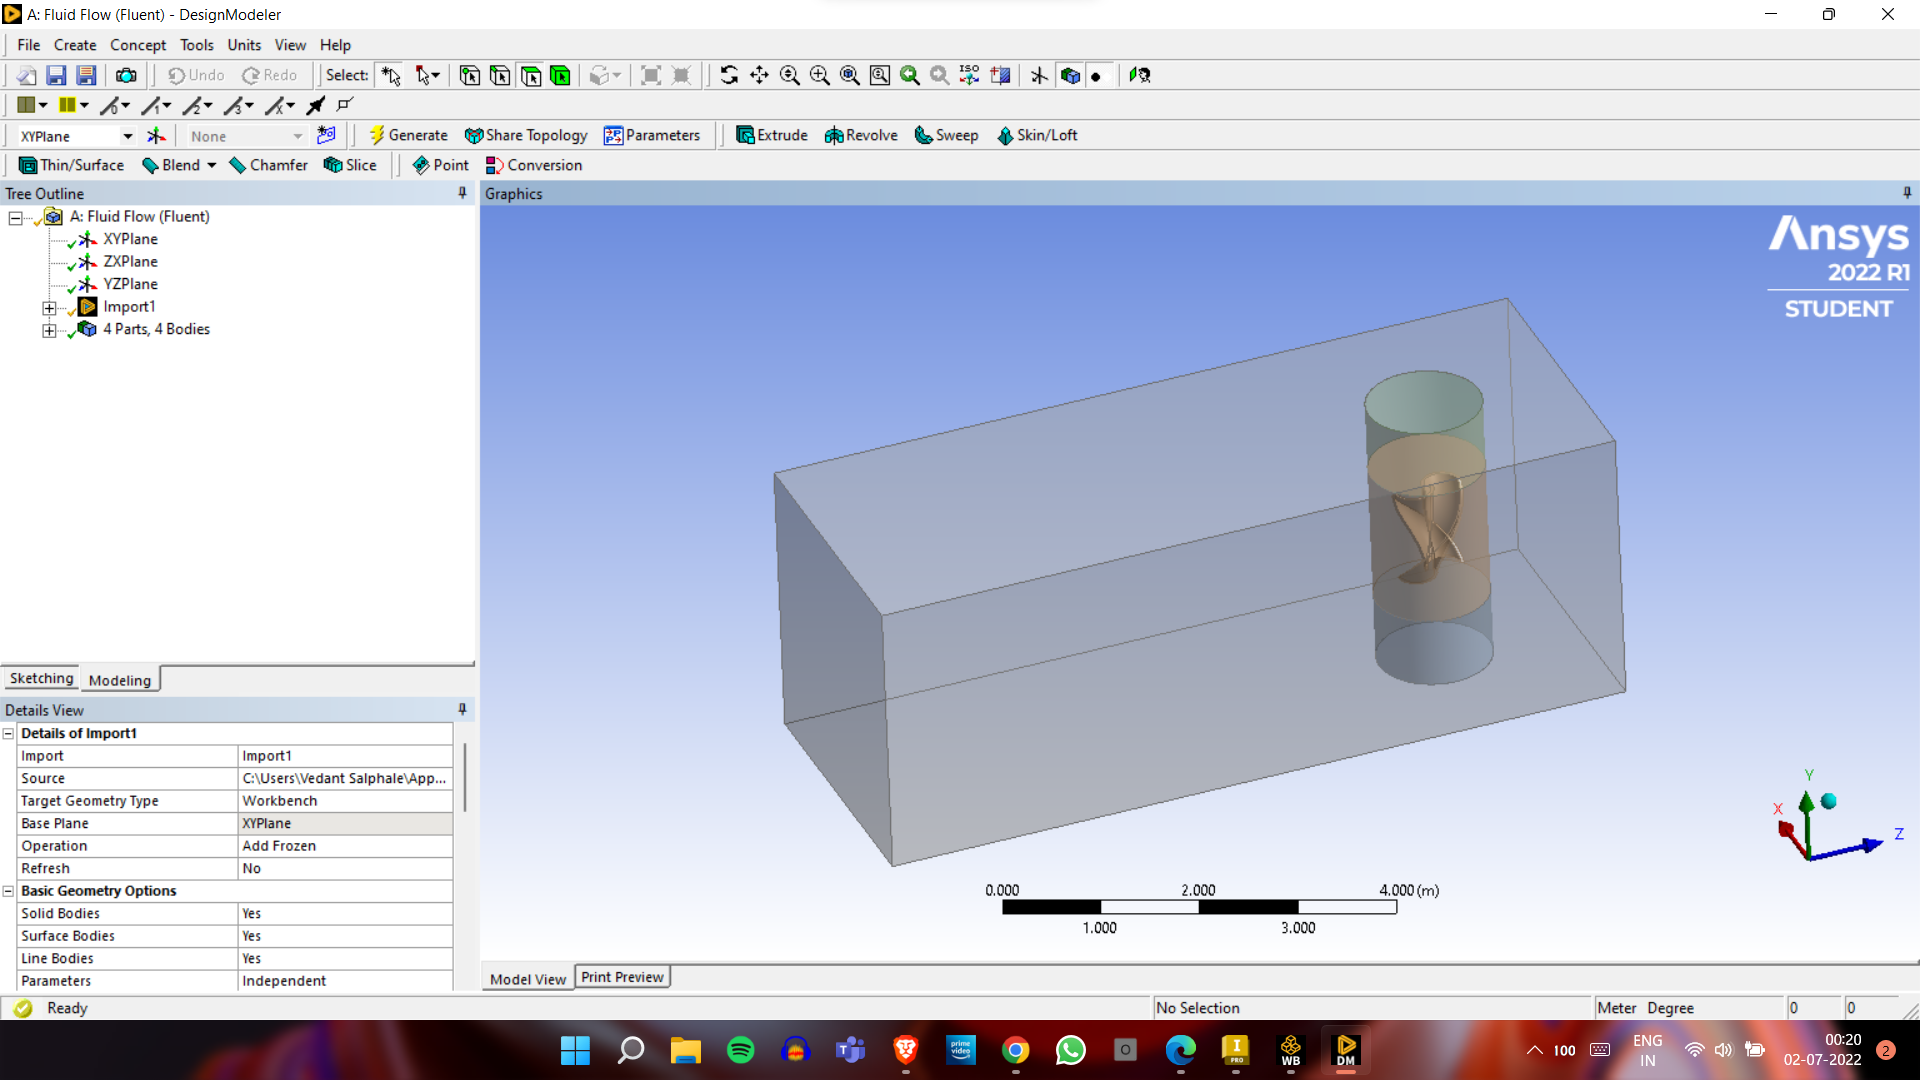 A: Fluid Flow (Fluent) - DesignModeler
File Create Concept Tools Units View Help
Undo Redo Select: ISO
XYPlane None Generate Share Topology Parameters Extrude Revolve Sweep Skin/Loft
Thin/Surface Blend Chamfer Slice Point Conversion
Tree Outline
A: Fluid Flow (Fluent)
XYPlane
ZXPlane
YZPlane
Import1
4 Parts, 4 Bodies
Sketching Modeling
Details View
Details of Import1
Import Import1
Source C:\Users\Vedant Salphale\App...
Target Geometry Type Workbench
Base Plane XYPlane
Operation Add Frozen
Refresh No
Basic Geometry Options
Solid Bodies Yes
Surface Bodies Yes
Line Bodies Yes
Parameters Independent
Graphics
Ansys
2022 R1
STUDENT
Y
X
Z
0.000 2.000 4.000 (m)
1.000 3.000
Model View Print Preview
Ready No Selection Meter Degree 0 0
prime video
I PRO
WB
DM
100
ENG
IN
00:20
02-07-2022
2